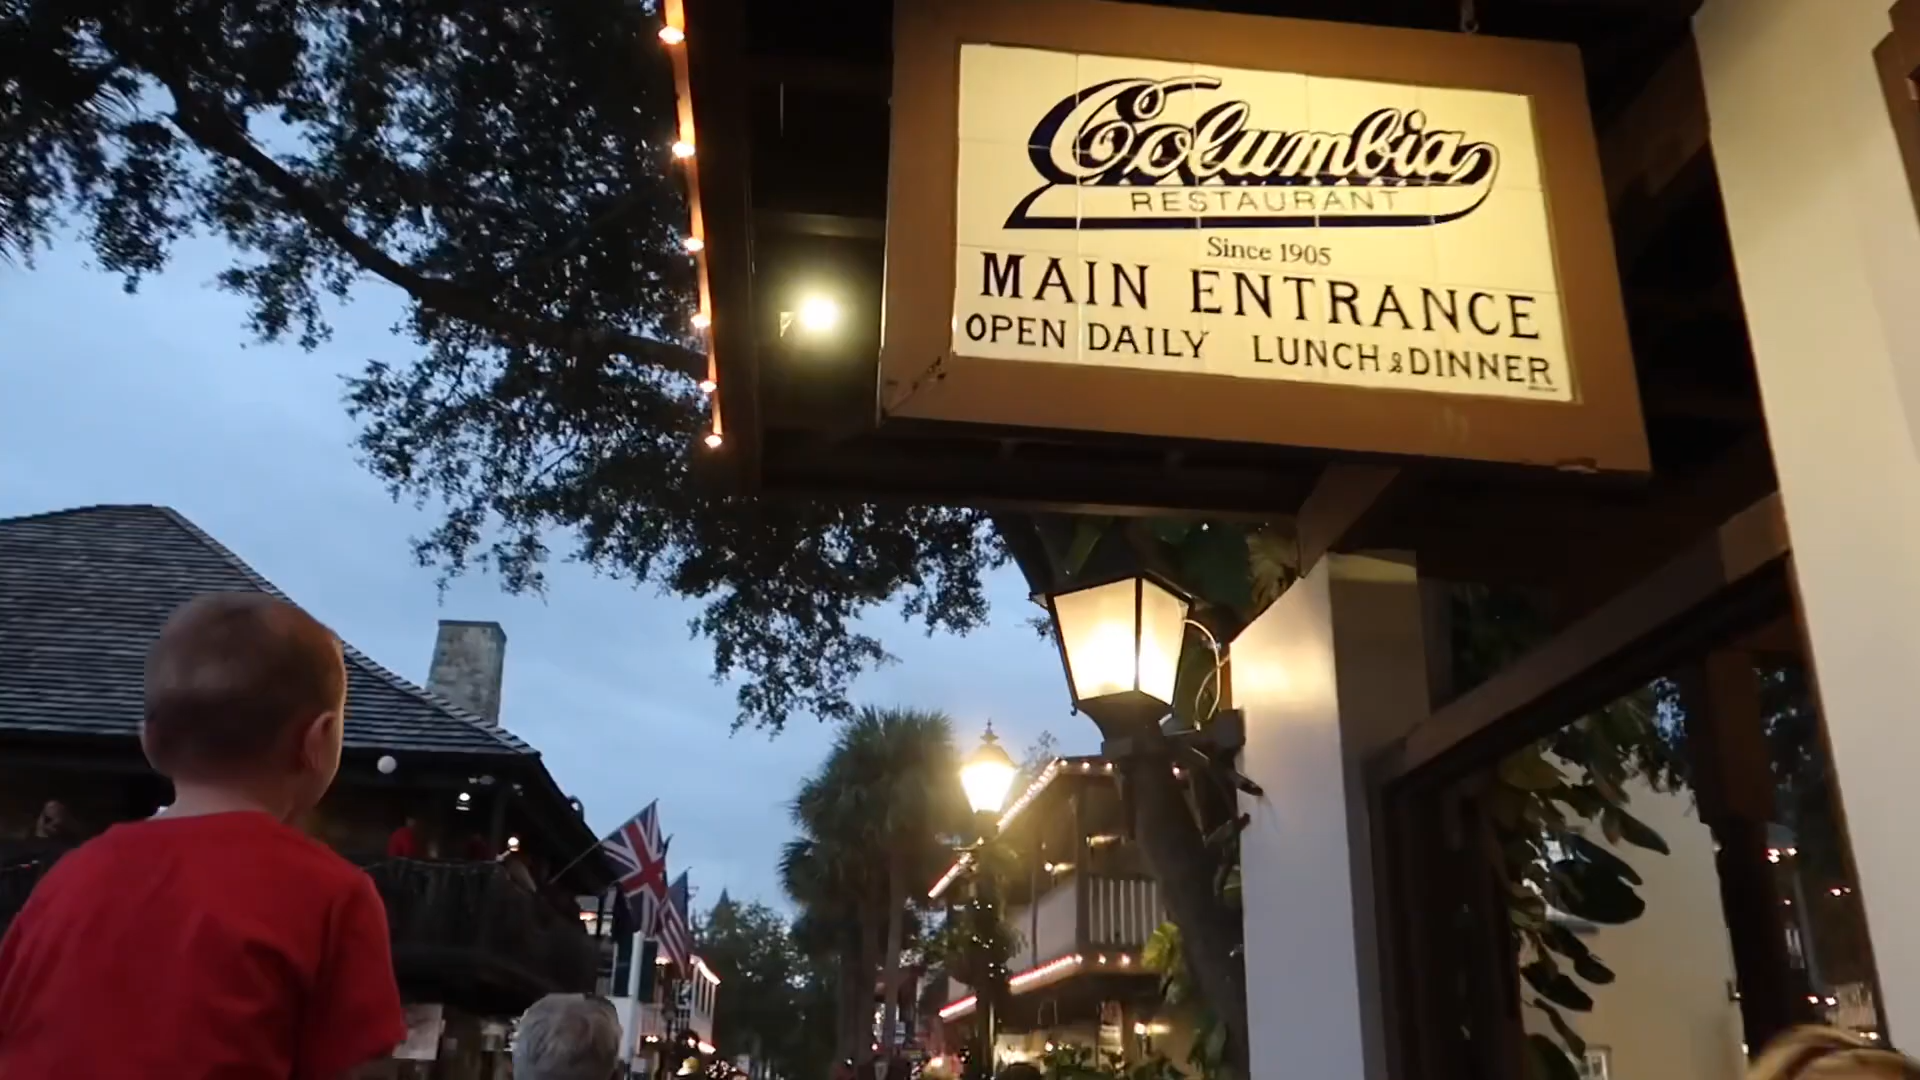 Columbia
RESTAURANT
Since 1905
MAIN ENTRANCE
OPEN DAILY LUNCH & DINNER